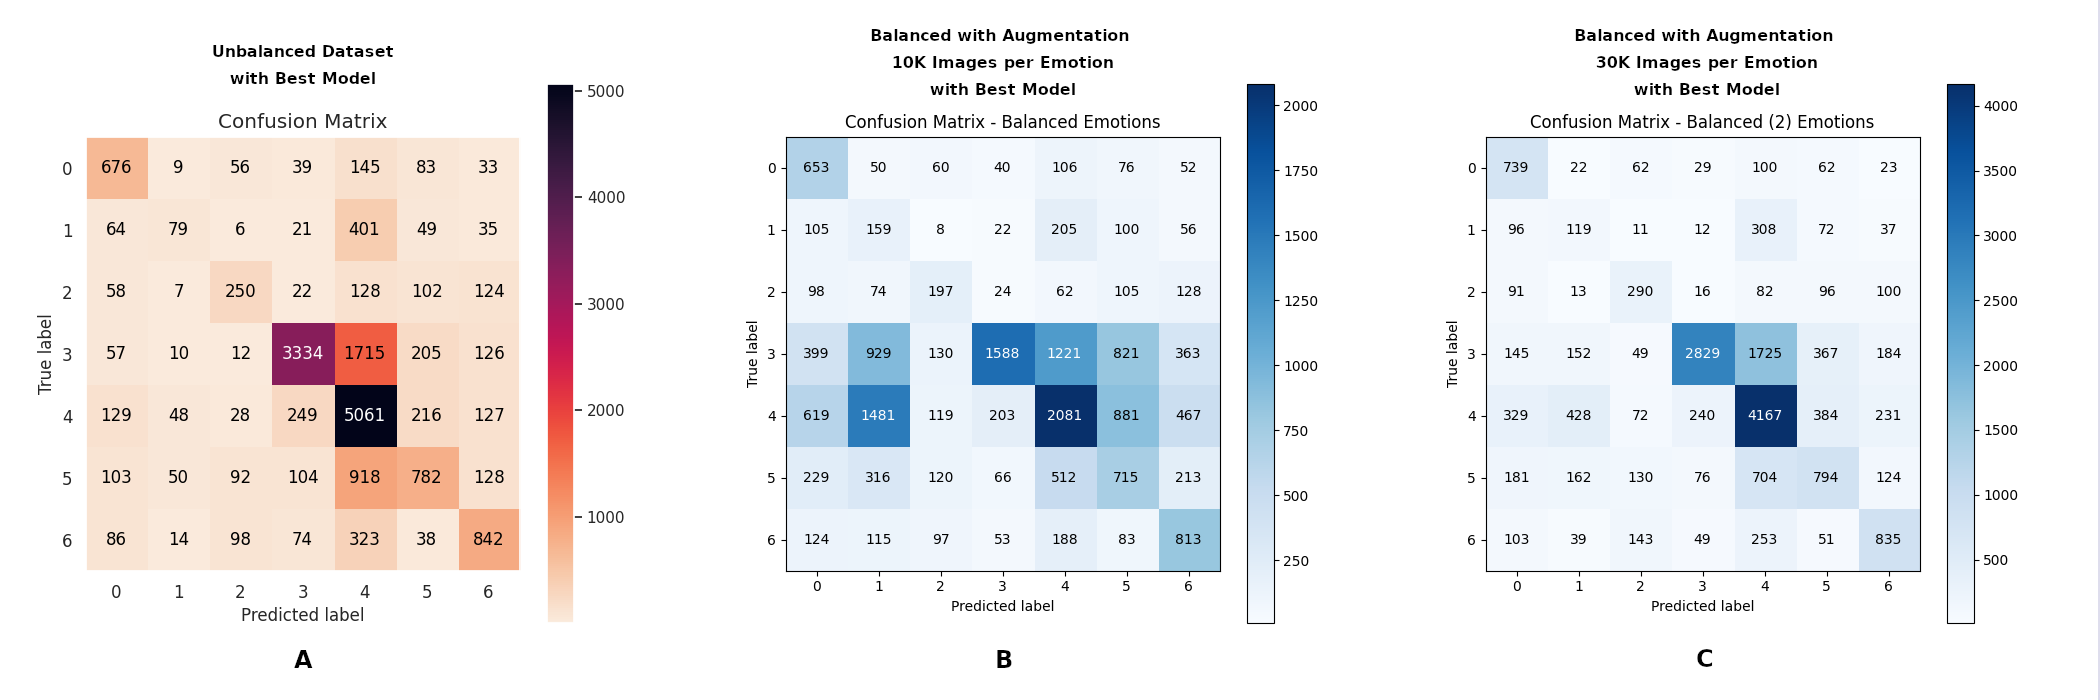 Unbalanced Dataset
with Best Model
Confusion Matrix
0 676 9 56 39 145 83 33
1 64 79 6 21 401 49 35
2 58 7 250 22 128 102 124
3 57 10 12 3334 1715 205 126
4 129 48 28 249 5061 216 127
5 103 50 92 104 918 782 128
6 86 14 98 74 323 38 842
0 1 2 3 4 5 6
True label
Predicted label
5000
4000
3000
2000
1000
A
Balanced with Augmentation
10K Images per Emotion
with Best Model
Confusion Matrix - Balanced Emotions
0 653 50 60 40 106 76 52
1 105 159 8 22 205 100 56
2 98 74 197 24 62 105 128
3 399 929 130 1588 1221 821 363
4 619 1481 119 203 2081 881 467
5 229 316 120 66 512 715 213
6 124 115 97 53 188 83 813
0 1 2 3 4 5 6
True label
Predicted label
2000
1750
1500
1250
1000
750
500
250
B
Balanced with Augmentation
30K Images per Emotion
with Best Model
Confusion Matrix - Balanced (2) Emotions
0 739 22 62 29 100 62 23
1 96 119 11 12 308 72 37
2 91 13 290 16 82 96 100
3 145 152 49 2829 1725 367 184
4 329 428 72 240 4167 384 231
5 181 162 130 76 704 794 124
6 103 39 143 49 253 51 835
0 1 2 3 4 5 6
True label
Predicted label
4000
3500
3000
2500
2000
1500
1000
500
C